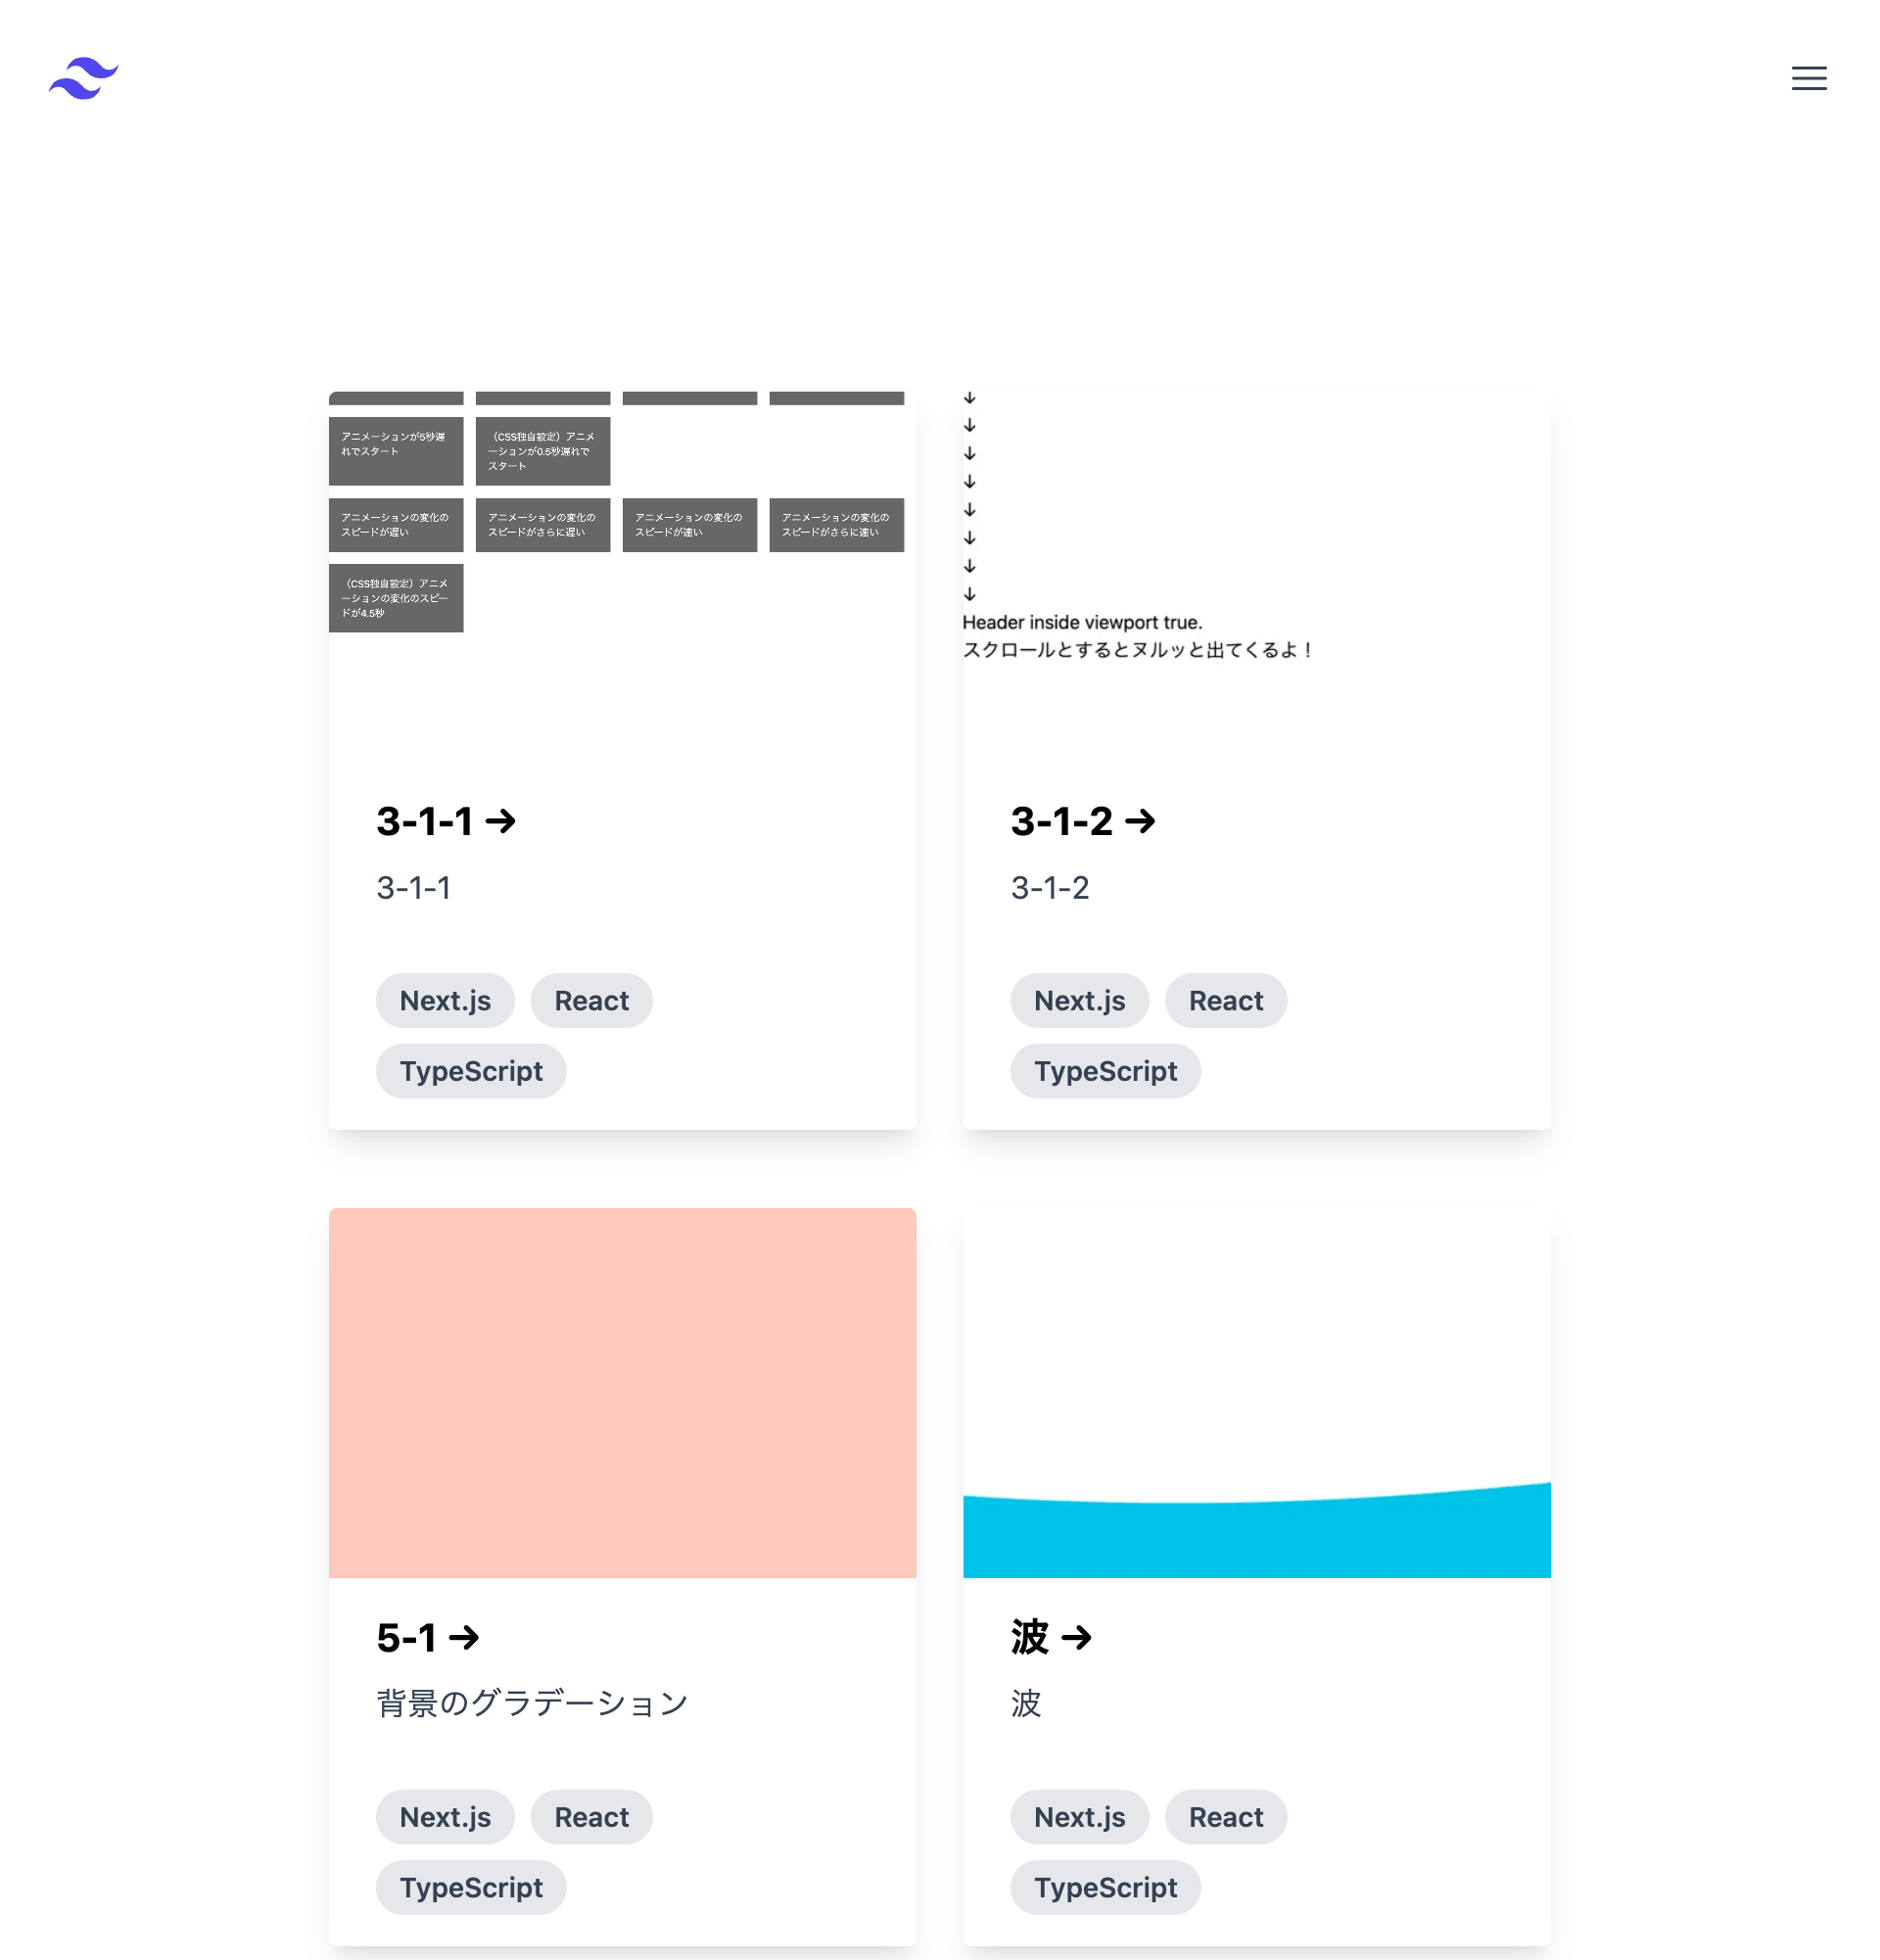 アニメーションが5秒遅
れでスタート
（CSS独自設定）アニメ
ーションが0.5秒遅れで
スタート
アニメーションの変化の
スピードが遅い
アニメーションの変化の
スピードがさらに遅い
アニメーションの変化の
スピードが速い
アニメーションの変化の
スピードがさらに速い
（CSS独自設定）アニメ
ーションの変化のスピー
ドが4.5秒
3-1-1 →
3-1-1
Next.js React
TypeScript
↓
↓
↓
↓
↓
↓
↓
↓
Header inside viewport true.
スクロールとするとヌルッと出てくるよ！
3-1-2 →
3-1-2
Next.js React
TypeScript
5-1 →
背景のグラデーション
Next.js React
TypeScript
波 →
波
Next.js React
TypeScript